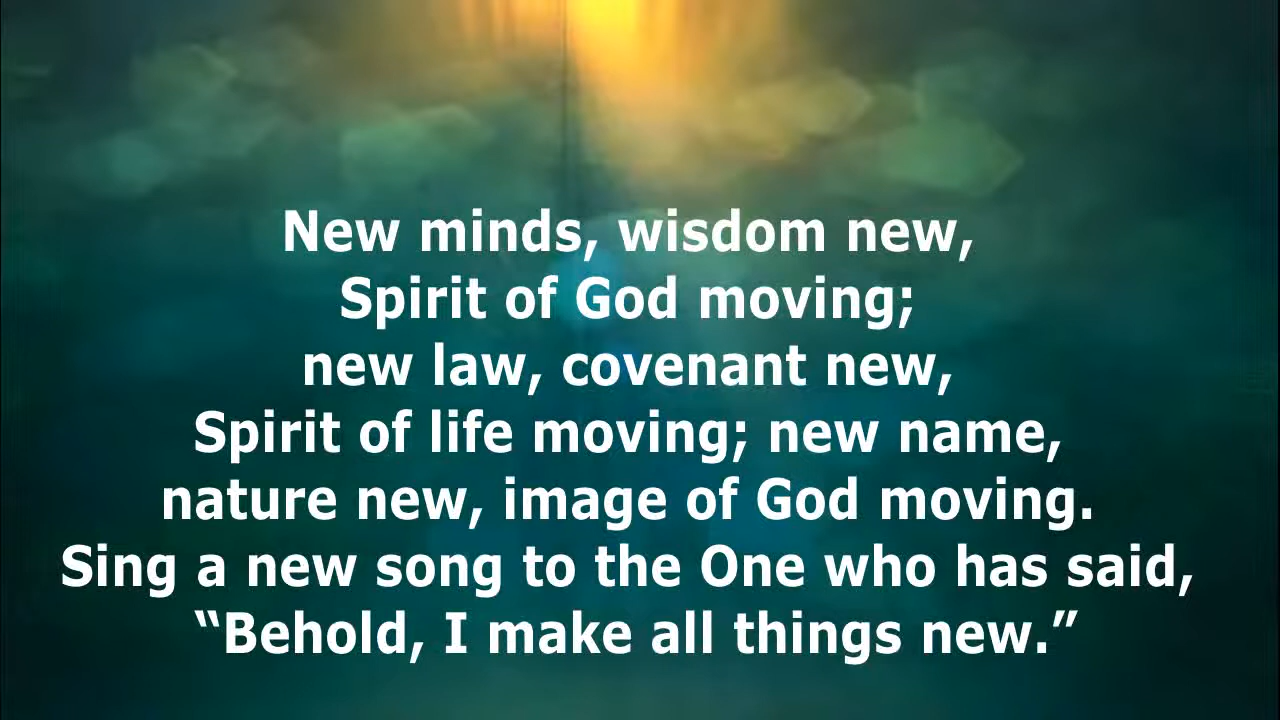 New minds, wisdom new,
Spirit of God moving;
new law, covenant new,
Spirit of life moving; new name,
nature new, image of God moving.
Sing a new song to the One who has said,
“Behold, I make all things new.”